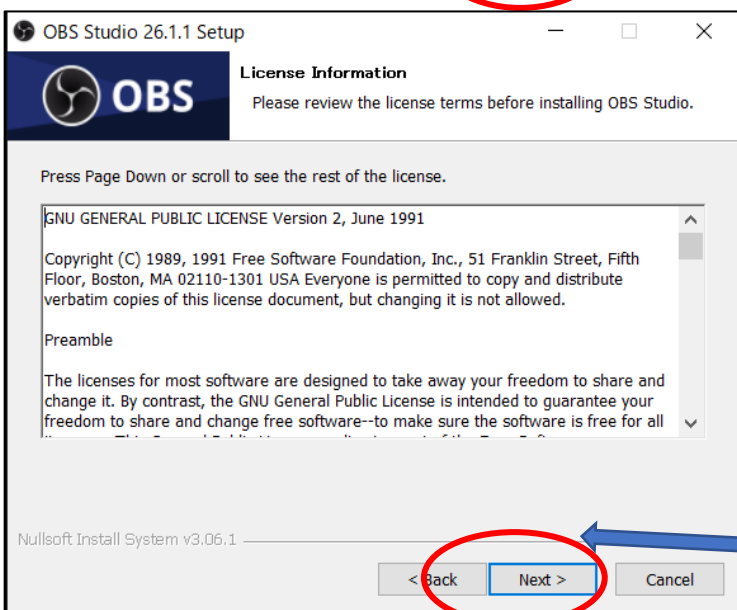 OBS Studio 26.1.1 Setup
OBS
License Information
Please review the license terms before installing OBS Studio.
Press Page Down or scroll to see the rest of the license.
GNU GENERAL PUBLIC LICENSE Version 2, June 1991
Copyright (C) 1989, 1991 Free Software Foundation, Inc., 51 Franklin Street, Fifth
Floor, Boston, MA 02110-1301 USA Everyone is permitted to copy and distribute
verbatim copies of this license document, but changing it is not allowed.
Preamble
The licenses for most software are designed to take away your freedom to share and
change it. By contrast, the GNU General Public License is intended to guarantee your
freedom to share and change free software--to make sure the software is free for all
Nullsoft Install System v3.06.1
< Back Next > Cancel